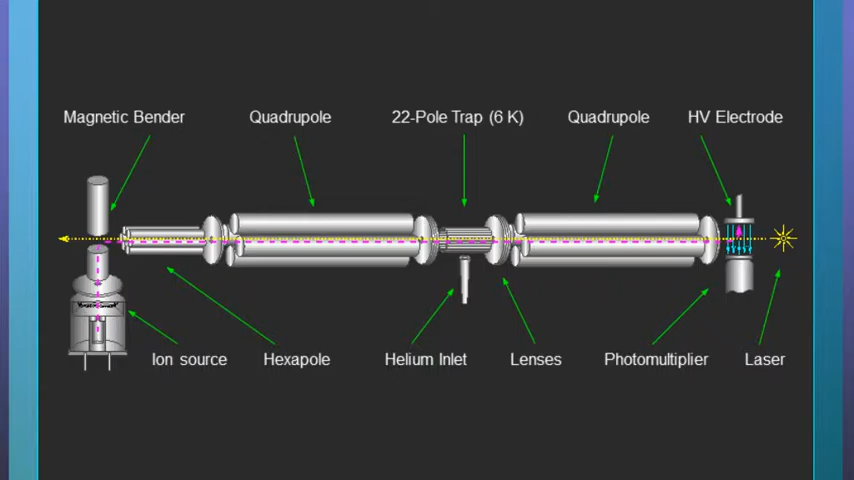 Magnetic Bender
Quadrupole
22-Pole Trap (6 K)
Quadrupole
HV Electrode
Ion source
Hexapole
Helium Inlet
Lenses
Photomultiplier
Laser